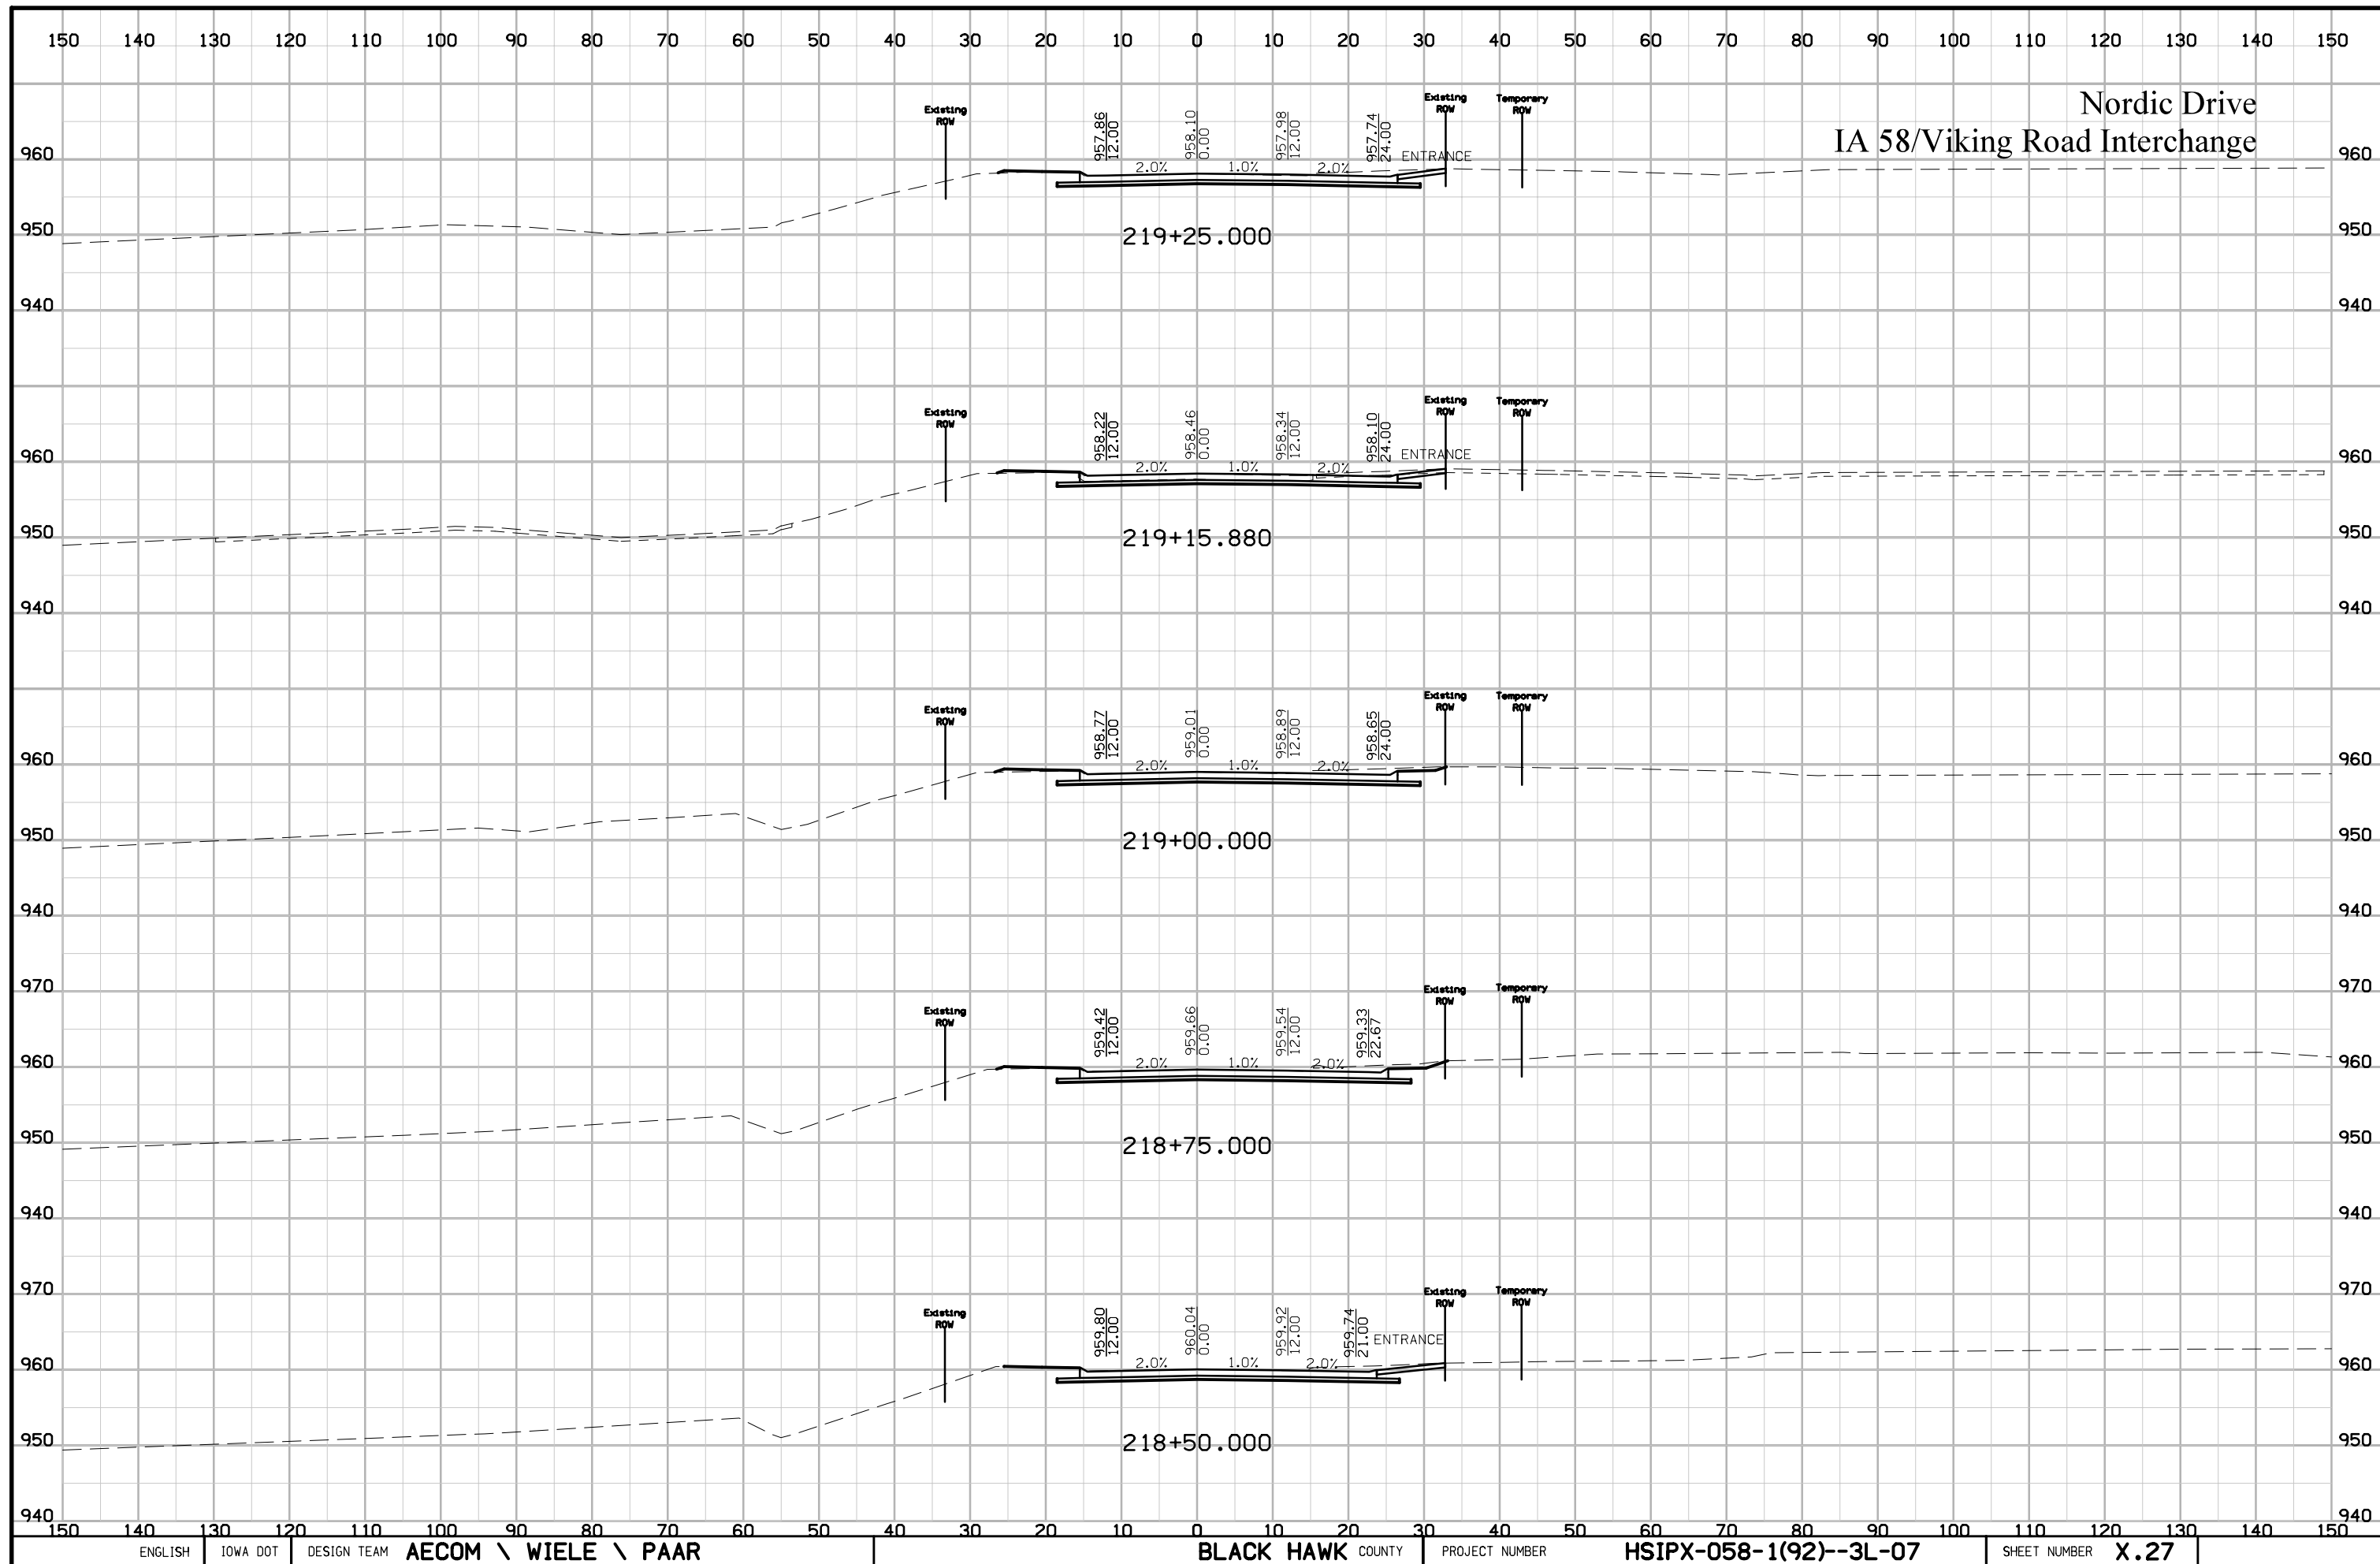 150 140 130 120 110 100 90 80 70 60 50 40 30 20 10 0 10 20 30 40 50 60 70 80 90 100 110 120 130 140 150
Nordic Drive
IA 58/Viking Road Interchange
Existing ROW
957.86 12.00
958.10 0.00
957.98 12.00
957.74 24.00
Existing ROW
Temporary ROW
ENTRANCE
960 960
2.0% 1.0% 2.0%
950 219+25.000 950
940 940
Existing ROW
958.22 12.00
958.46 0.00
958.34 12.00
958.10 24.00
Existing ROW
Temporary ROW
ENTRANCE
960 960
2.0% 1.0% 2.0%
950 219+15.880 950
940 940
Existing ROW
958.77 12.00
959.01 0.00
958.89 12.00
958.65 24.00
Existing ROW
Temporary ROW
960 960
2.0% 1.0% 2.0%
950 219+00.000 950
940 940
970 970
Existing ROW
959.42 12.00
959.66 0.00
959.54 12.00
959.33 22.67
Existing ROW
Temporary ROW
960 960
2.0% 1.0% 2.0%
950 218+75.000 950
940 940
970 970
Existing ROW
959.80 12.00
960.04 0.00
959.92 12.00
959.74 21.00
Existing ROW
Temporary ROW
ENTRANCE
960 960
2.0% 1.0% 2.0%
950 218+50.000 950
940 940
150 140 130 120 110 100 90 80 70 60 50 40 30 20 10 0 10 20 30 40 50 60 70 80 90 100 110 120 130 140 150
ENGLISH IOWA DOT DESIGN TEAM AECOM \ WIELE \ PAAR BLACK HAWK COUNTY PROJECT NUMBER HSIPX-058-1(92)--3L-07 SHEET NUMBER X.27